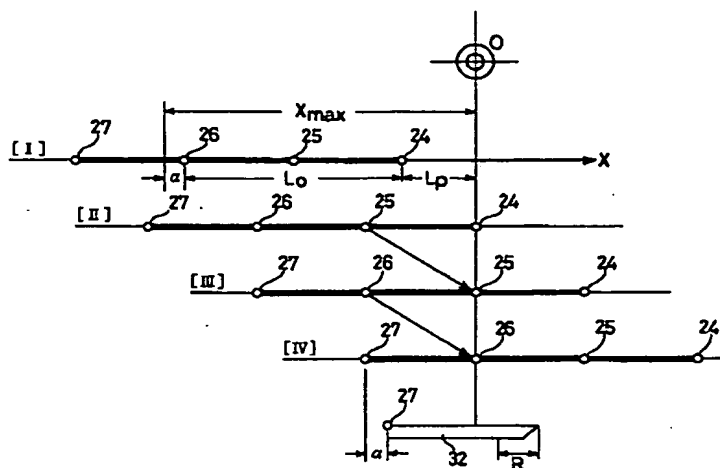 O
Xmax
27 26 25 24
[I] X
α Lo Lp
27 26 25 24
[II]
27 26 25 24
[III]
27 26 25 24
[IV]
27
α 32 R